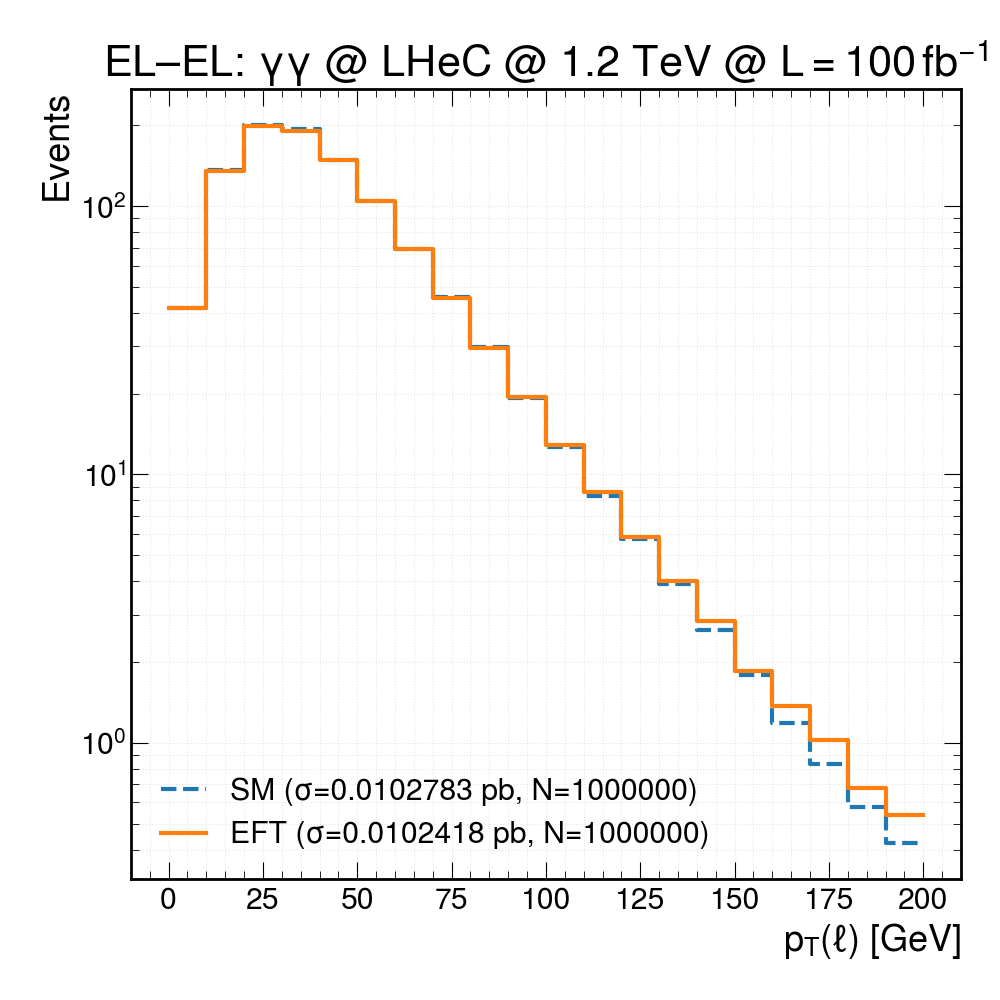 EL–EL: γγ @ LHeC @ 1.2 TeV @ L = 100 fb⁻¹
Events
10²
10¹
10⁰
SM (σ=0.0102783 pb, N=1000000)
EFT (σ=0.0102418 pb, N=1000000)
0 25 50 75 100 125 150 175 200
p_T(ℓ) [GeV]